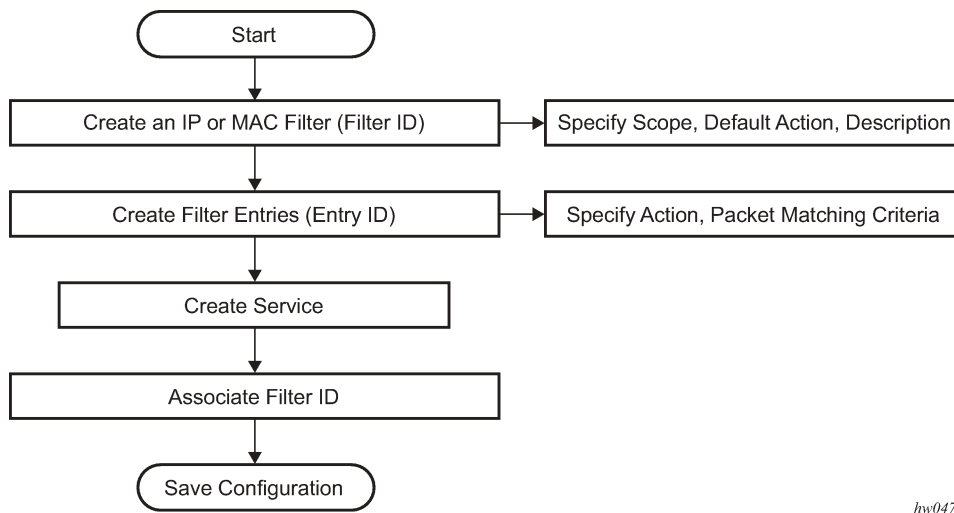 Start
Create an IP or MAC Filter (Filter ID)
Specify Scope, Default Action, Description
Create Filter Entries (Entry ID)
Specify Action, Packet Matching Criteria
Create Service
Associate Filter ID
Save Configuration
hw047